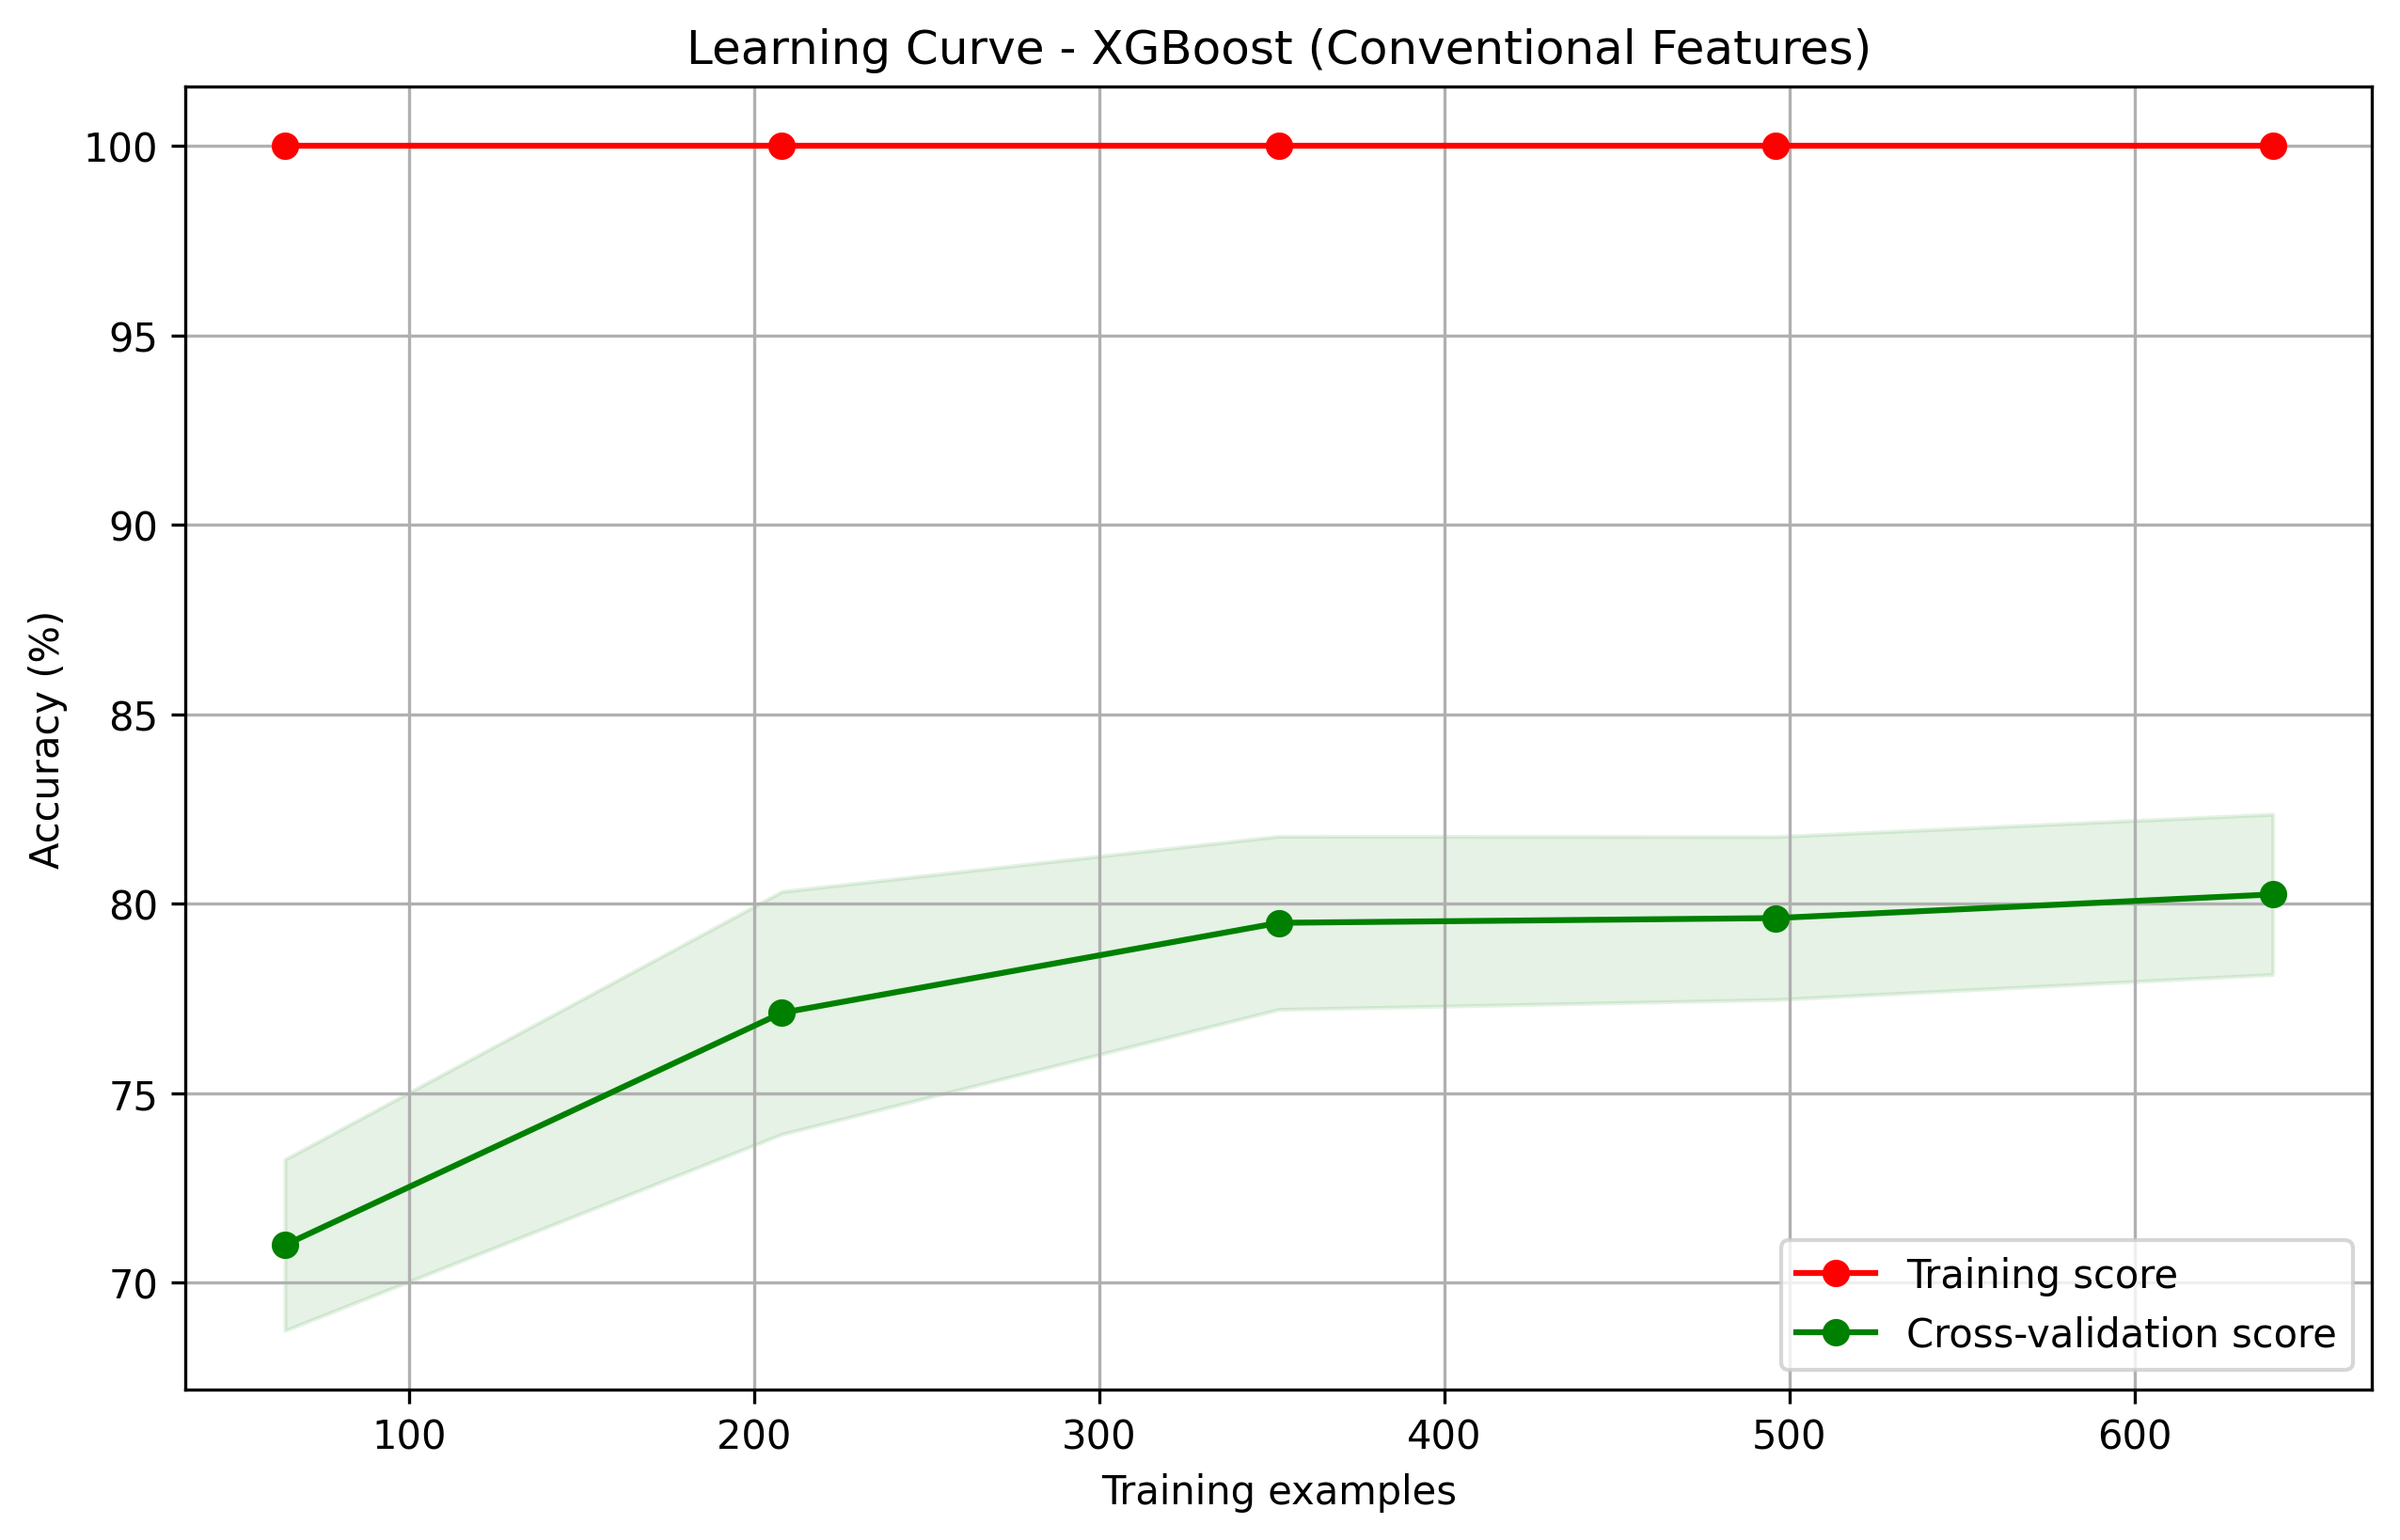 Learning Curve - XGBoost (Conventional Features)
100
95
90
85
80
75
70
Accuracy (%)
100
200
300
400
500
600
Training examples
Training score
Cross-validation score